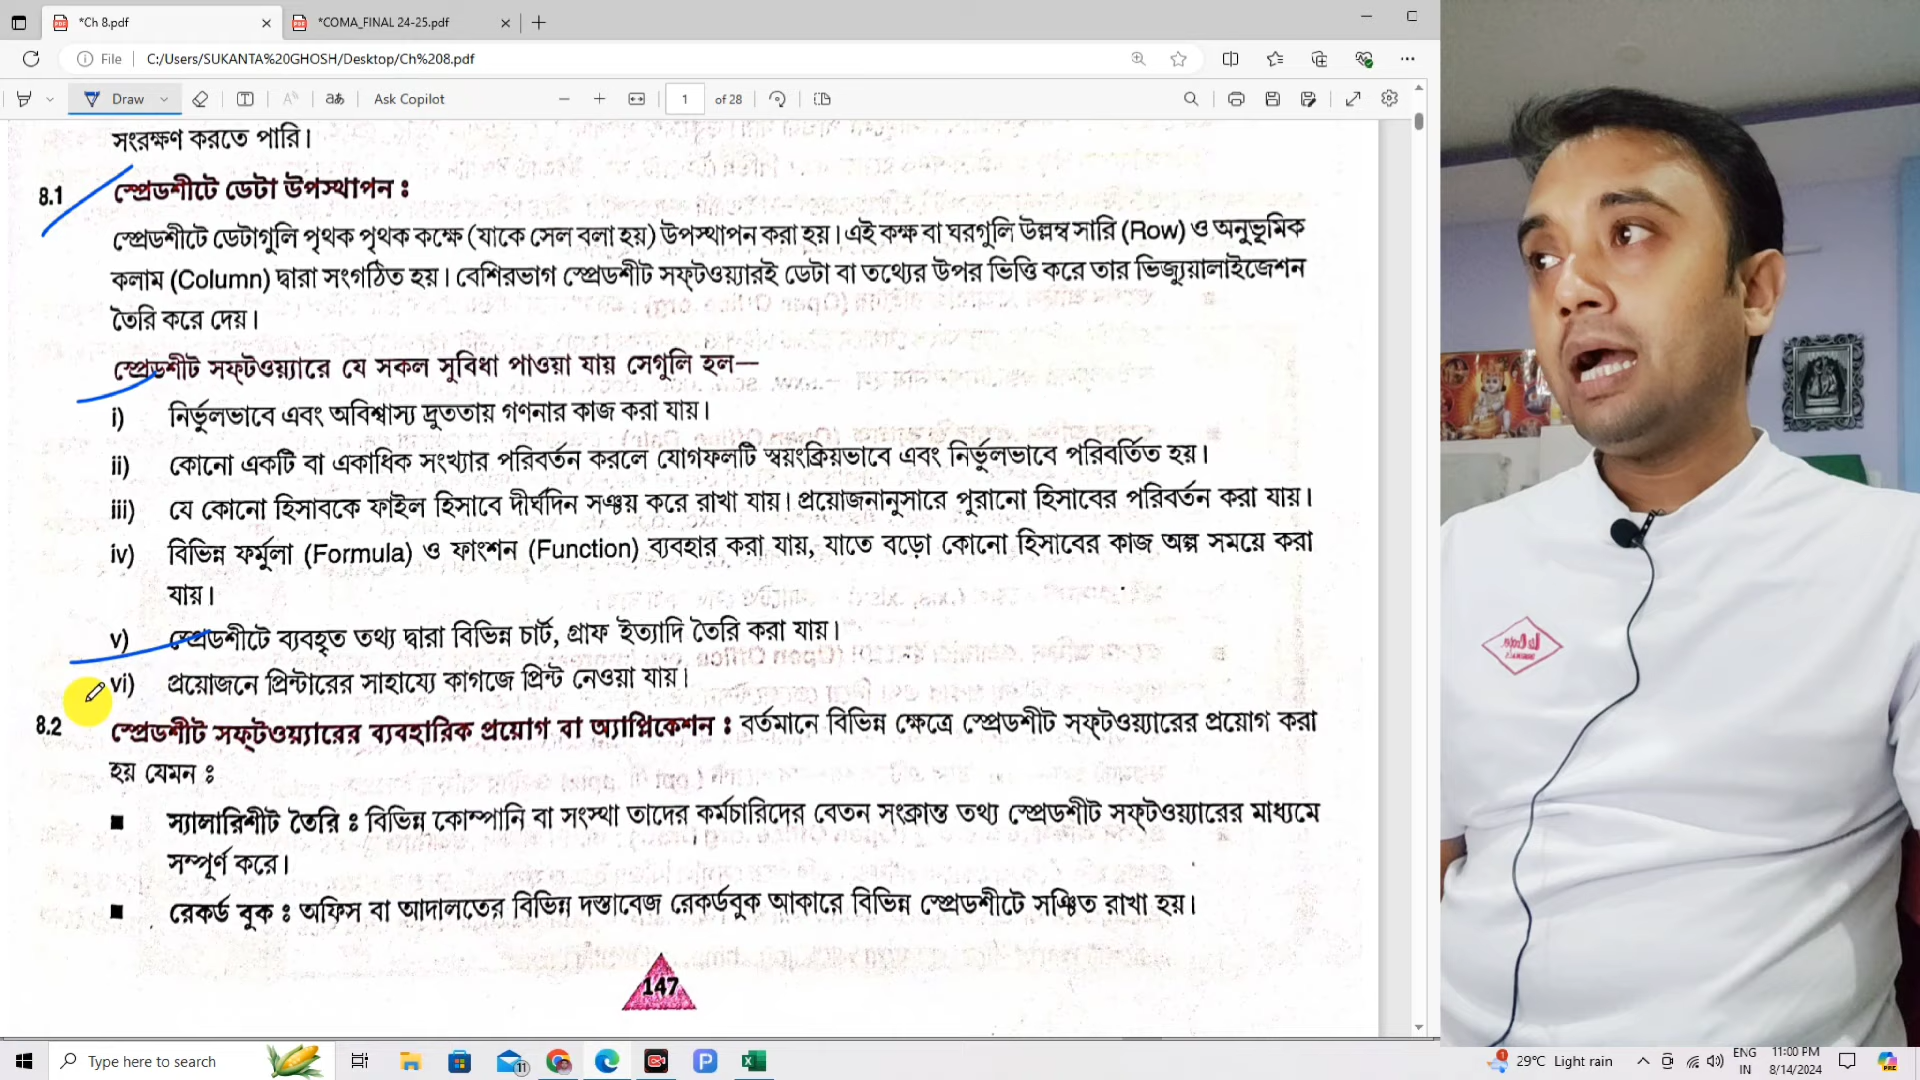 *Ch 8.pdf
*COMA_FINAL 24-25.pdf
File C:/Users/SUKANTA%20GHOSH/Desktop/Ch%208.pdf
Draw Ask Copilot 1 of 28
সংরক্ষণ করতে পারি।
8.1 স্প্রেডশীটে ডেটা উপস্থাপন ঃ
স্প্রেডশীটে ডেটাগুলি পৃথক পৃথক কক্ষে (যাকে সেল বলা হয়) উপস্থাপন করা হয়। এই কক্ষ বা ঘরগুলি উল্লম্ব সারি (Row) ও অনুভূমিক
কলাম (Column) দ্বারা সংগঠিত হয়। বেশিরভাগ স্প্রেডশীট সফ্টওয়্যারই ডেটা বা তথ্যের উপর ভিত্তি করে তার ভিজ্যুয়ালাইজেশন
তৈরি করে দেয়।
স্প্রেডশীট সফ্টওয়্যারে যে সকল সুবিধা পাওয়া যায় সেগুলি হল—
i) নির্ভুলভাবে এবং অবিশ্বাস্য দ্রুততায় গণনার কাজ করা যায়।
ii) কোনো একটি বা একাধিক সংখ্যার পরিবর্তন করলে যোগফলটি স্বয়ংক্রিয়ভাবে এবং নির্ভুলভাবে পরিবর্তিত হয়।
iii) যে কোনো হিসাবকে ফাইল হিসাবে দীর্ঘদিন সঞ্চয় করে রাখা যায়। প্রয়োজনানুসারে পুরানো হিসাবের পরিবর্তন করা যায়।
iv) বিভিন্ন ফর্মুলা (Formula) ও ফাংশন (Function) ব্যবহার করা যায়, যাতে বড়ো কোনো হিসাবের কাজ অল্প সময়ে করা
যায়।
v) স্প্রেডশীটে ব্যবহৃত তথ্য দ্বারা বিভিন্ন চার্ট, গ্রাফ ইত্যাদি তৈরি করা যায়।
vi) প্রয়োজনে প্রিন্টারের সাহায্যে কাগজে প্রিন্ট নেওয়া যায়।
8.2 স্প্রেডশীট সফ্টওয়্যারের ব্যবহারিক প্রয়োগ বা অ্যাপ্লিকেশন ঃ বর্তমানে বিভিন্ন ক্ষেত্রে স্প্রেডশীট সফ্টওয়্যারের প্রয়োগ করা
হয় যেমন ঃ
■ স্যালারিশীট তৈরি ঃ বিভিন্ন কোম্পানি বা সংস্থা তাদের কর্মচারিদের বেতন সংক্রান্ত তথ্য স্প্রেডশীট সফ্টওয়্যারের মাধ্যমে
সম্পূর্ণ করে।
■ রেকর্ড বুক ঃ অফিস বা আদালতের বিভিন্ন দস্তাবেজ রেকর্ডবুক আকারে বিভিন্ন স্প্রেডশীটে সঞ্চিত রাখা হয়।
147
Type here to search
29°C Light rain
ENG
IN
11:00 PM
8/14/2024